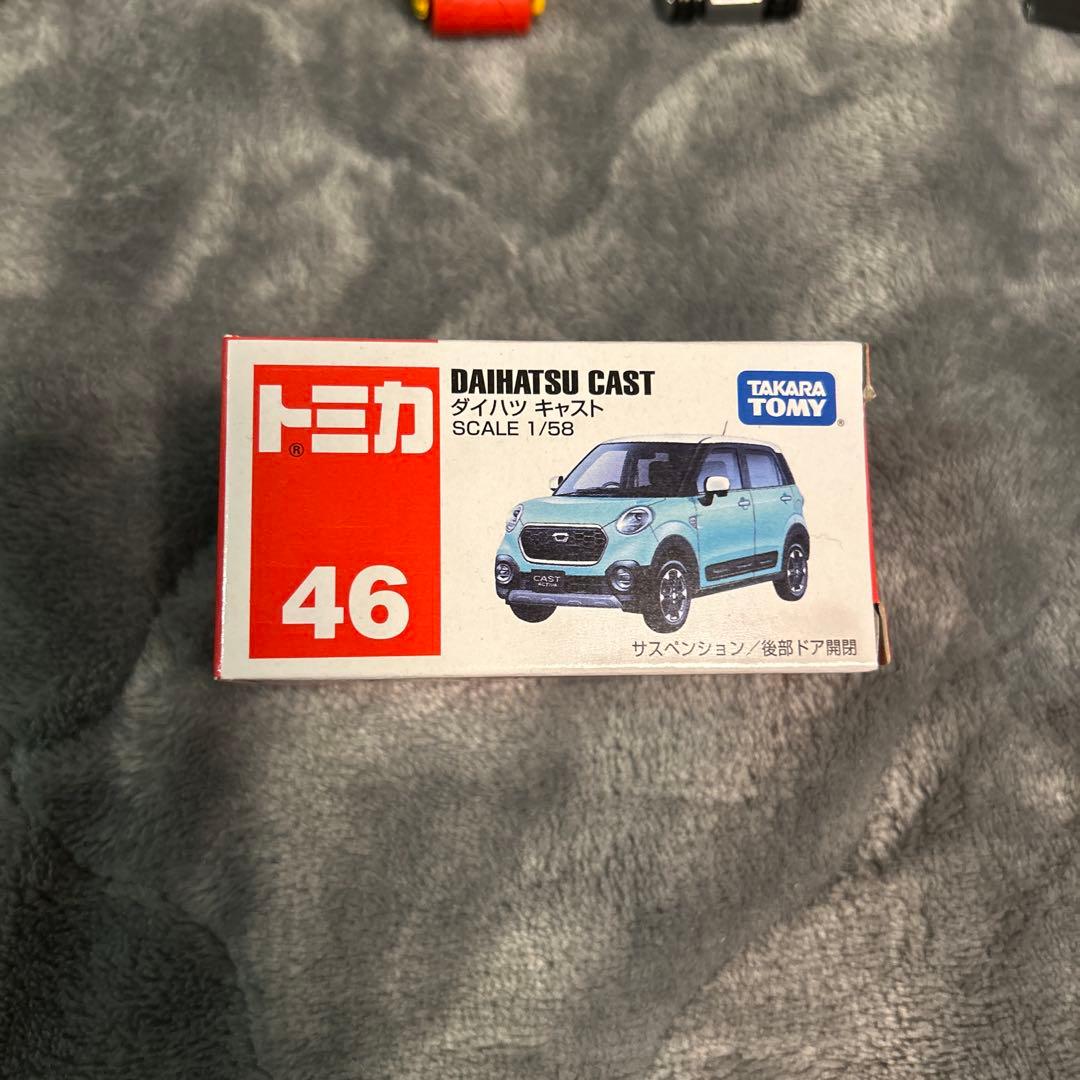 トミカ
®
46
DAIHATSU CAST
ダイハツ キャスト
SCALE 1/58
TAKARA
TOMY
®
CAST
ACTIVA
サスペンション/後部ドア開閉